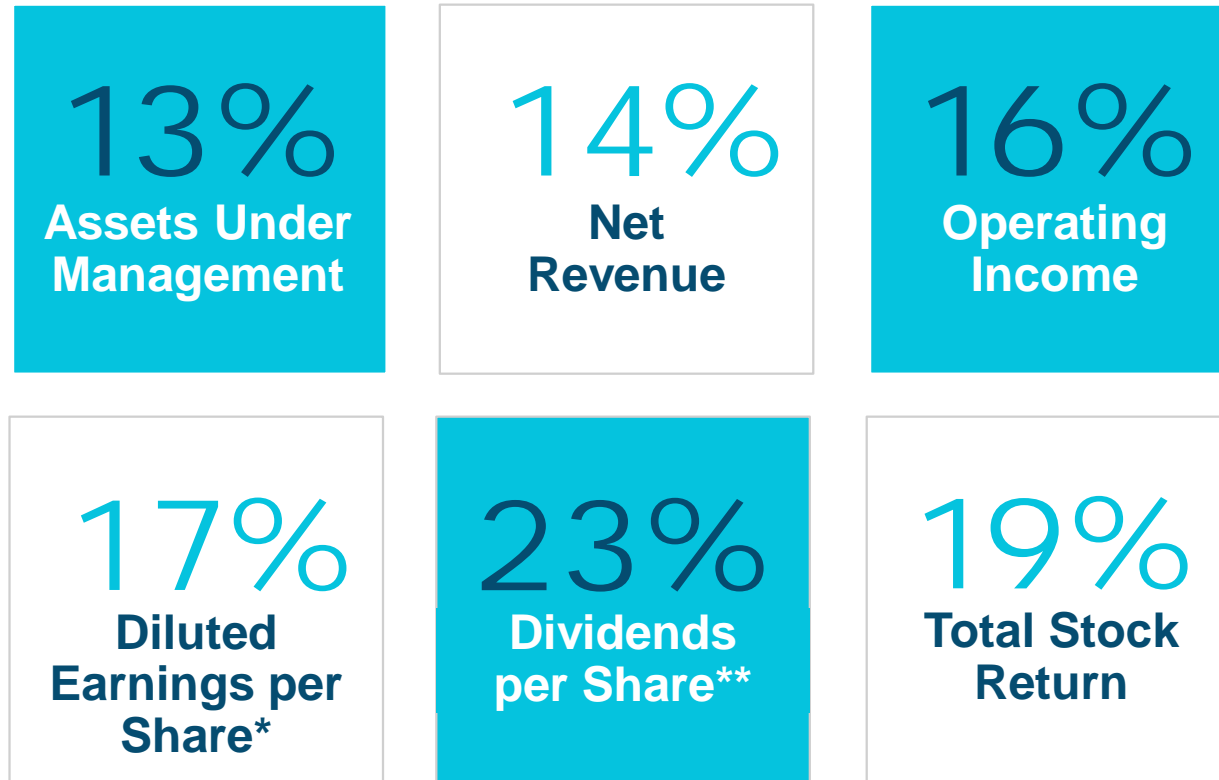 13%
Assets Under
Management
14%
Net
Revenue
16%
Operating
Income
17%
Diluted
Earnings per
Share*
23%
Dividends
per Share**
19%
Total Stock
Return